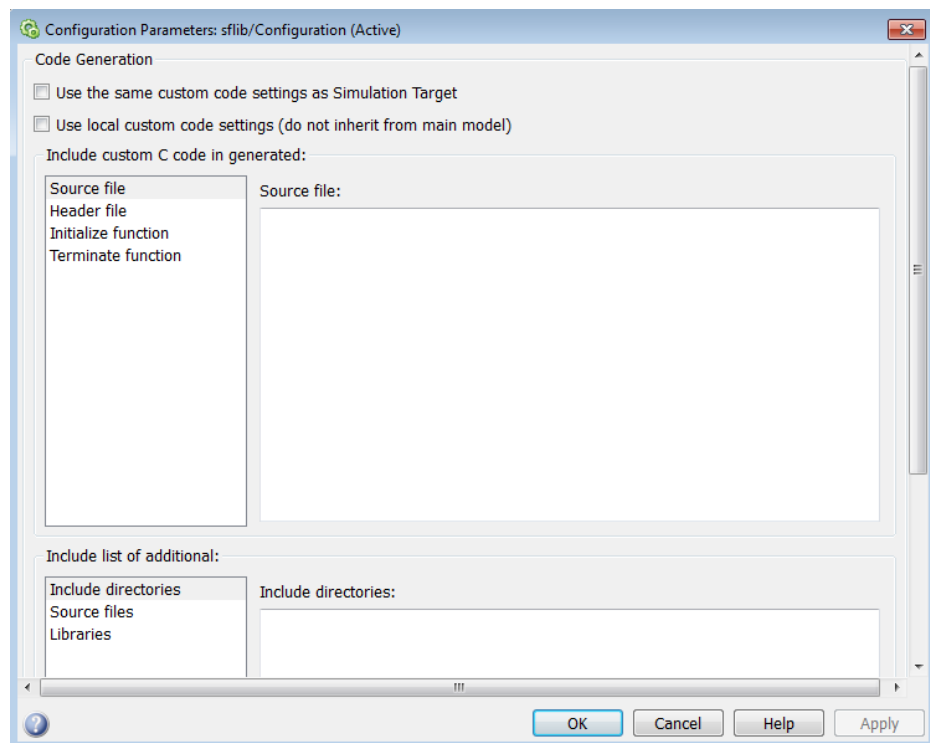 Configuration Parameters: sflib/Configuration (Active)
Code Generation
Use the same custom code settings as Simulation Target
Use local custom code settings (do not inherit from main model)
Include custom C code in generated:
Source file
Header file
Initialize function
Terminate function
Source file:
Include list of additional:
Include directories
Source files
Libraries
Include directories:
OK Cancel Help Apply